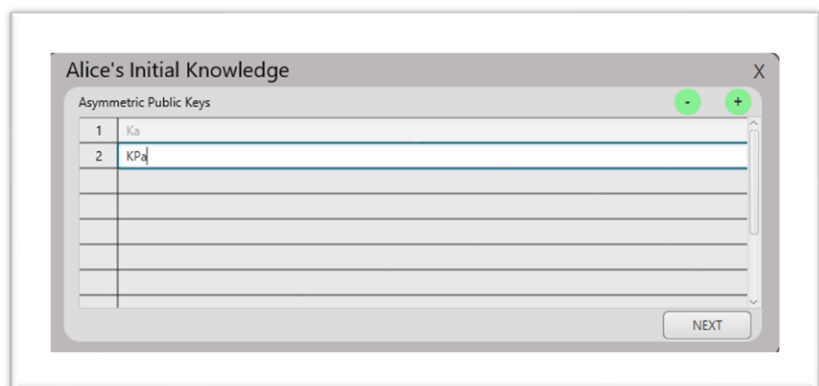 Alice's Initial Knowledge X
Asymmetric Public Keys - +
1 Ka
2 KPa
NEXT